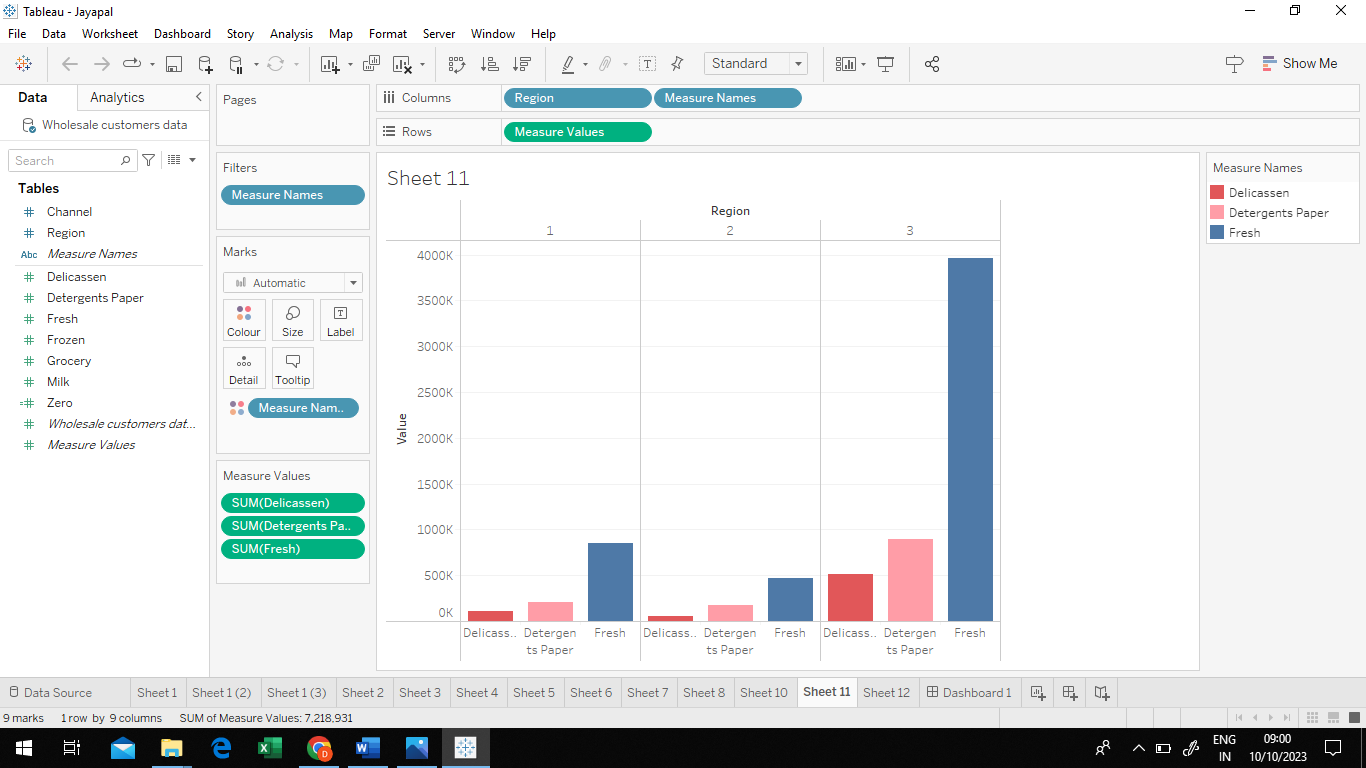 Tableau - Jayapal
File Data Worksheet Dashboard Story Analysis Map Format Server Window Help
Standard
Show Me
Data Analytics
Wholesale customers data
Search
Tables
Channel
Region
Abc Measure Names
Delicassen
Detergents Paper
Fresh
Frozen
Grocery
Milk
Zero
Wholesale customers dat...
Measure Values
Pages
Filters
Measure Names
Marks
Automatic
Colour Size Label
Detail Tooltip
Measure Nam..
Measure Values
SUM(Delicassen)
SUM(Detergents Pa..
SUM(Fresh)
Columns Region Measure Names
Rows Measure Values
Sheet 11
Region
1 2 3
4000K
3500K
3000K
2500K
2000K
1500K
1000K
500K
0K
Value
Delicass.. Detergen Fresh Delicass.. Detergen Fresh Delicass.. Detergen Fresh
ts Paper ts Paper ts Paper
Measure Names
Delicassen
Detergents Paper
Fresh
Data Source Sheet 1 Sheet 1 (2) Sheet 1 (3) Sheet 2 Sheet 3 Sheet 4 Sheet 5 Sheet 6 Sheet 7 Sheet 8 Sheet 10 Sheet 11 Sheet 12 Dashboard 1
9 marks 1 row by 9 columns SUM of Measure Values: 7,218,931
ENG 09:00
IN 10/10/2023